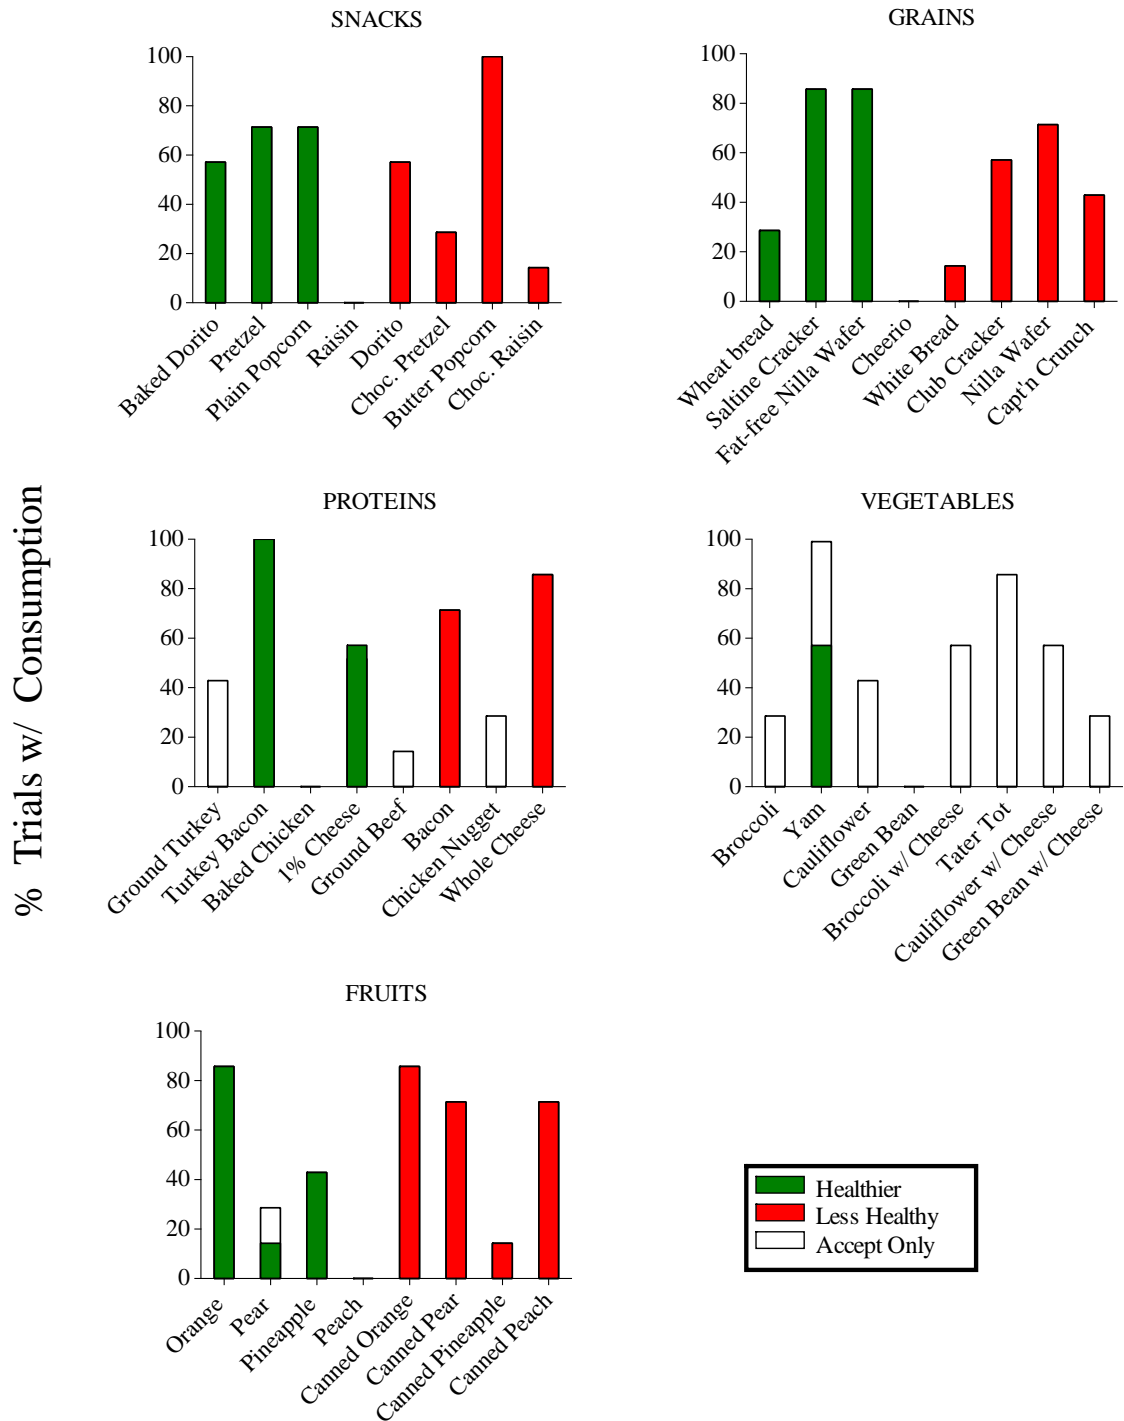 SNACKS
100
80
60
40
20
0
Baked Dorito
Pretzel
Plain Popcorn
Raisin
Dorito
Choc. Pretzel
Butter Popcorn
Choc. Raisin
GRAINS
100
80
60
40
20
0
Wheat bread
Saltine Cracker
Fat-free Nilla Wafer
Cheerio
White Bread
Club Cracker
Nilla Wafer
Capt'n Crunch
% Trials w/ Consumption
PROTEINS
100
80
60
40
20
0
Ground Turkey
Turkey Bacon
Baked Chicken
1% Cheese
Ground Beef
Bacon
Chicken Nugget
Whole Cheese
VEGETABLES
100
80
60
40
20
0
Broccoli
Yam
Cauliflower
Green Bean
Broccoli w/ Cheese
Tater Tot
Cauliflower w/ Cheese
Green Bean w/ Cheese
FRUITS
100
80
60
40
20
0
Orange
Pear
Pineapple
Peach
Canned Orange
Canned Pear
Canned Pineapple
Canned Peach
Healthier
Less Healthy
Accept Only